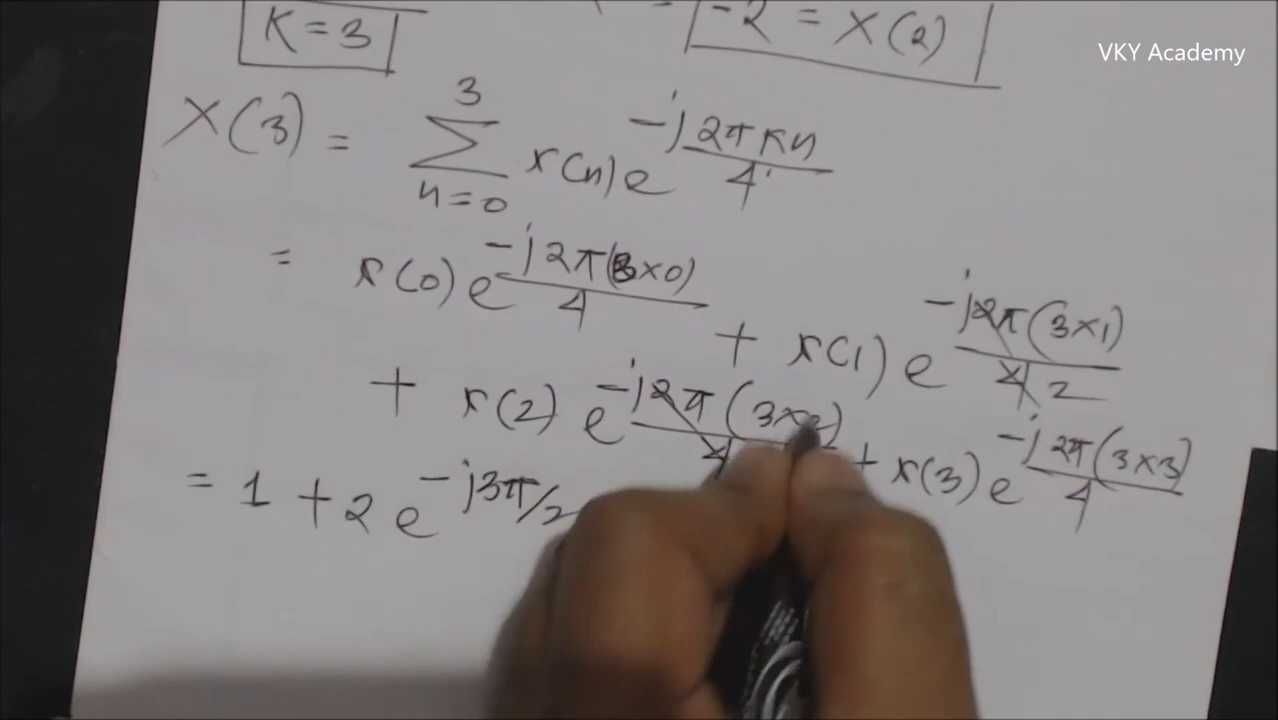 K = 3
-2 = X(2)
VKY Academy
X(3) = 3 Σ n=0 x(n) e -j2πKn/4
= x(0) e -j2π(3×0)/4 + x(1) e -j2π(3×1)/4 2
+ x(2) e -j2π(3×2)/4 + x(3) e -j2π(3×3)/4
= 1 + 2 e -j3π/2